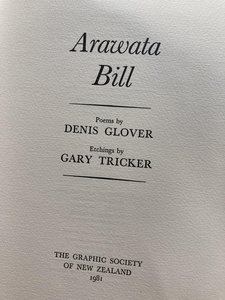 Arawata
Bill
Poems by
DENIS GLOVER
Etchings by
GARY TRICKER
THE GRAPHIC SOCIETY
OF NEW ZEALAND
1981